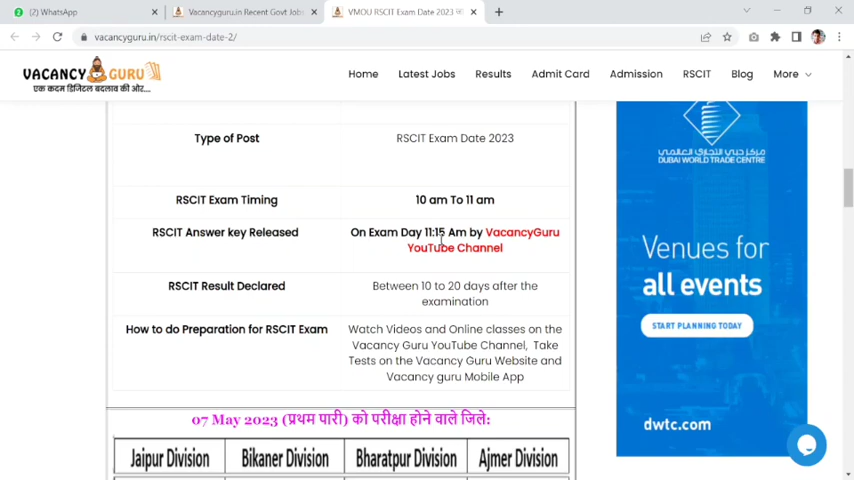 WhatsApp
Vacancyguru.in Recent Govt Jobs
VMOU RSCIT Exam Date 2023
vacancyguru.in/rscit-exam-date-2/
VACANCY GURU
एक कदम डिजिटल बदलाव की ओर...
Home Latest Jobs Results Admit Card Admission RSCIT Blog More
Type of Post RSCIT Exam Date 2023
RSCIT Exam Timing 10 am To 11 am
RSCIT Answer key Released On Exam Day 11:15 Am by VacancyGuru
YouTube Channel
RSCIT Result Declared Between 10 to 20 days after the
examination
How to do Preparation for RSCIT Exam Watch Videos and Online classes on the
Vacancy Guru YouTube Channel, Take
Tests on the Vacancy Guru Website and
Vacancy guru Mobile App
07 May 2023 (प्रथम पारी) को परीक्षा होने वाले जिले:
Jaipur Division Bikaner Division Bharatpur Division Ajmer Division
مركز دبي التجاري العالمي
DUBAI WORLD TRADE CENTRE
Venues for
all events
START PLANNING TODAY
dwtc.com